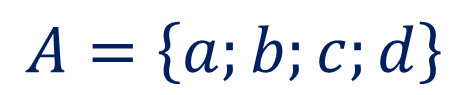 A = {a; b; c; d}